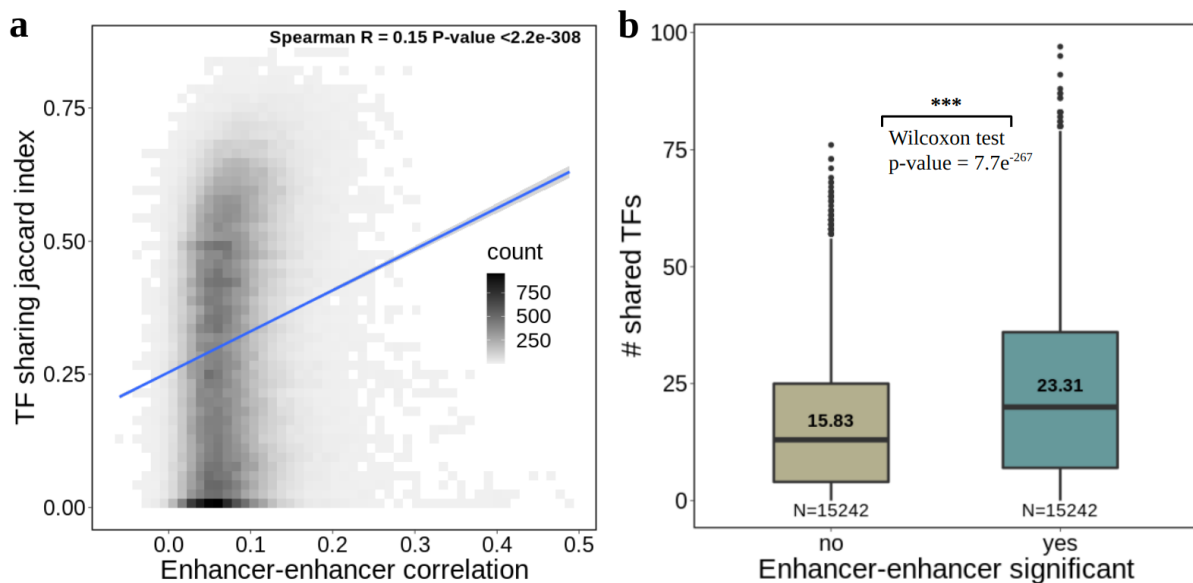 a
Spearman R = 0.15 P-value <2.2e-308
TF sharing jaccard index
0.75
0.50
0.25
0.00
count
750
500
250
0.0 0.1 0.2 0.3 0.4 0.5
Enhancer-enhancer correlation
b
# shared TFs
100
75
50
25
0
***
Wilcoxon test
p-value = 7.7e-267
15.83
23.31
N=15242 N=15242
no yes
Enhancer-enhancer significant